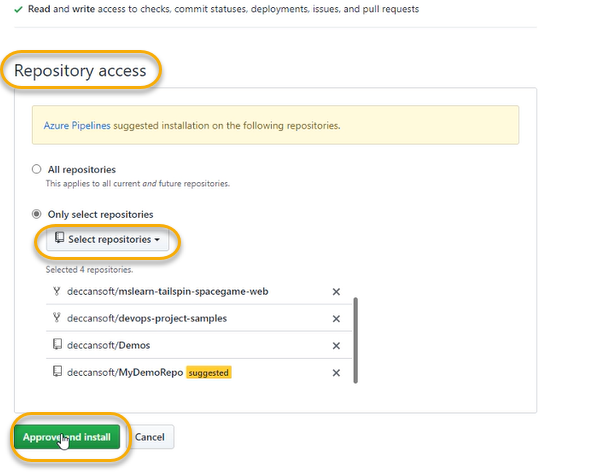 Read and write access to checks, commit statuses, deployments, issues, and pull requests
Repository access
Azure Pipelines suggested installation on the following repositories.
All repositories
This applies to all current and future repositories.
Only select repositories
Select repositories
Selected 4 repositories.
deccansoft/mslearn-tailspin-spacegame-web
deccansoft/devops-project-samples
deccansoft/Demos
deccansoft/MyDemoRepo suggested
Approve and install Cancel